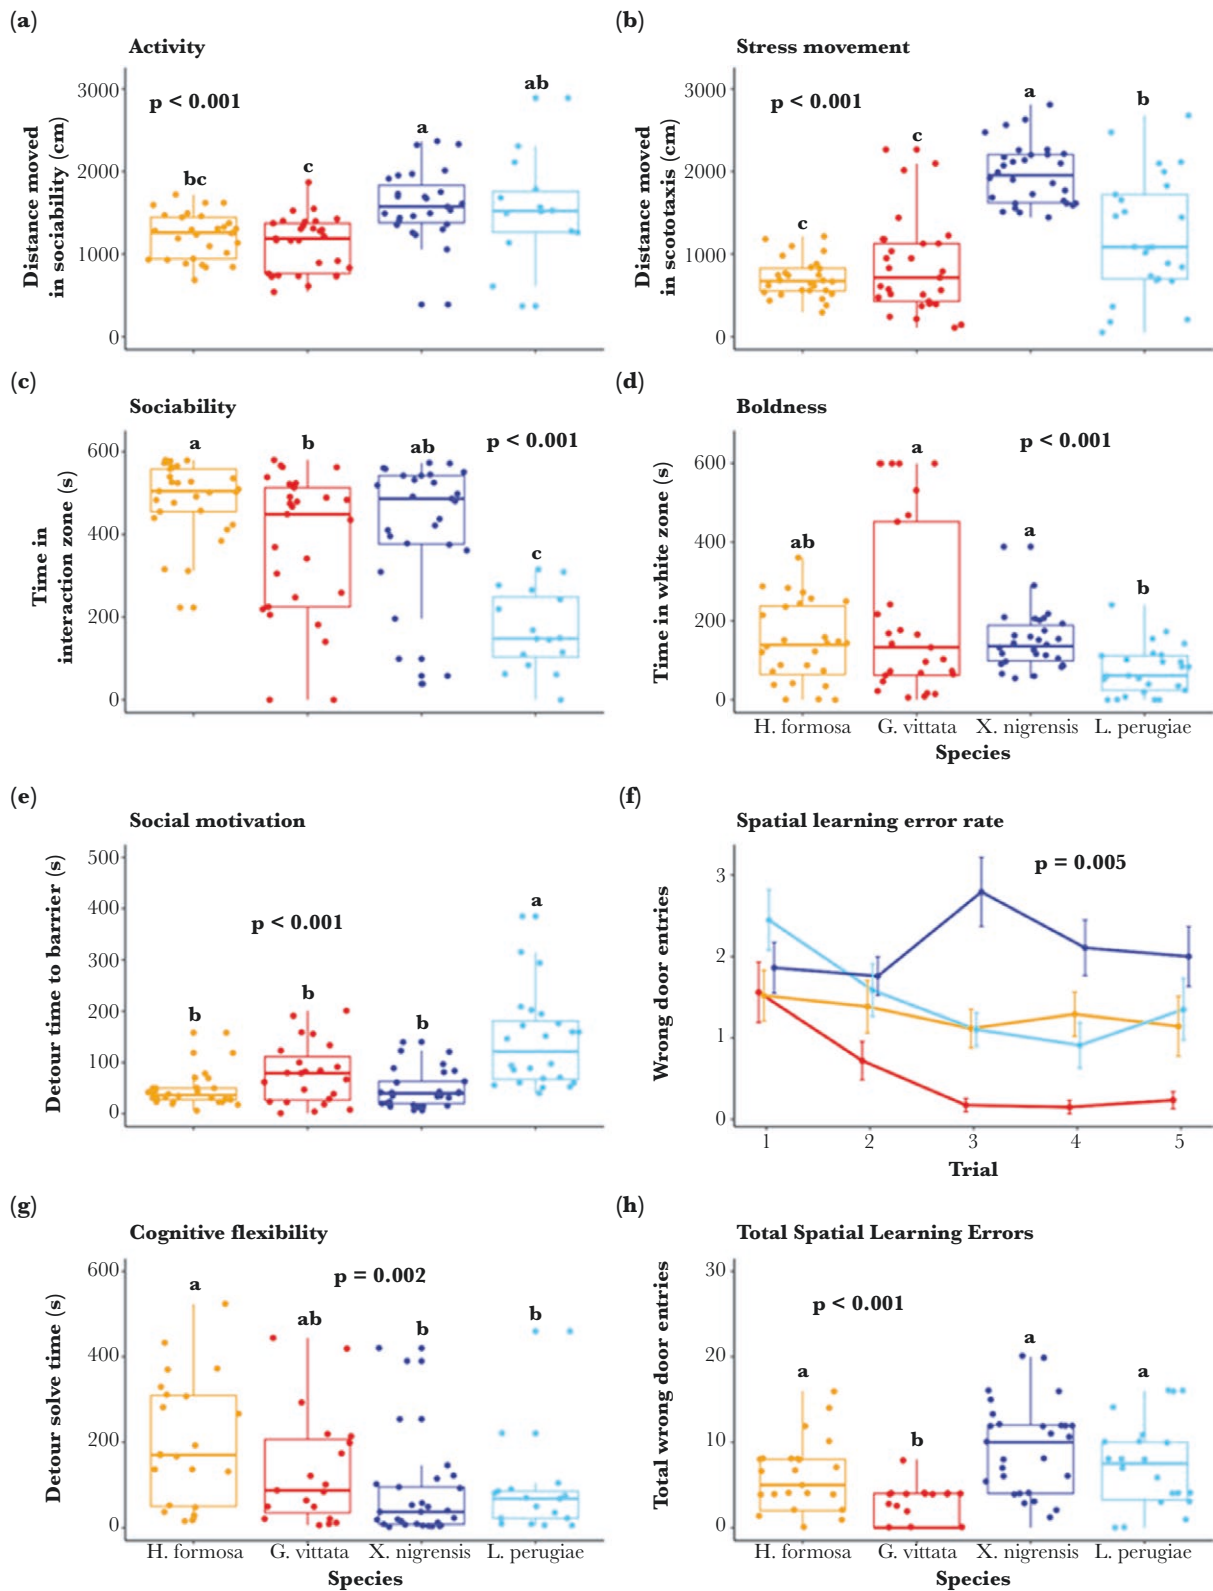 (a)
Activity
Distance moved
in sociability (cm)
3000
2000
1000
0
p < 0.001
bc
c
a
ab
(b)
Stress movement
Distance moved
in scototaxis (cm)
3000
2000
1000
0
p < 0.001
c
c
a
b
(c)
Sociability
Time in
interaction zone (s)
600
400
200
0
a
b
ab
c
p < 0.001
(d)
Boldness
Time in white zone (s)
600
400
200
0
ab
a
a
b
p < 0.001
H. formosa
G. vittata
X. nigrensis
L. perugiae
Species
(e)
Social motivation
Detour time to barrier (s)
500
400
300
200
100
0
p < 0.001
b
b
b
a
(f)
Spatial learning error rate
Wrong door entries
3
2
1
0
p = 0.005
1
2
3
4
5
Trial
(g)
Cognitive flexibility
Detour solve time (s)
600
400
200
0
p = 0.002
a
ab
b
b
H. formosa
G. vittata
X. nigrensis
L. perugiae
Species
(h)
Total Spatial Learning Errors
Total wrong door entries
30
20
10
0
p < 0.001
a
b
a
a
H. formosa
G. vittata
X. nigrensis
L. perugiae
Species